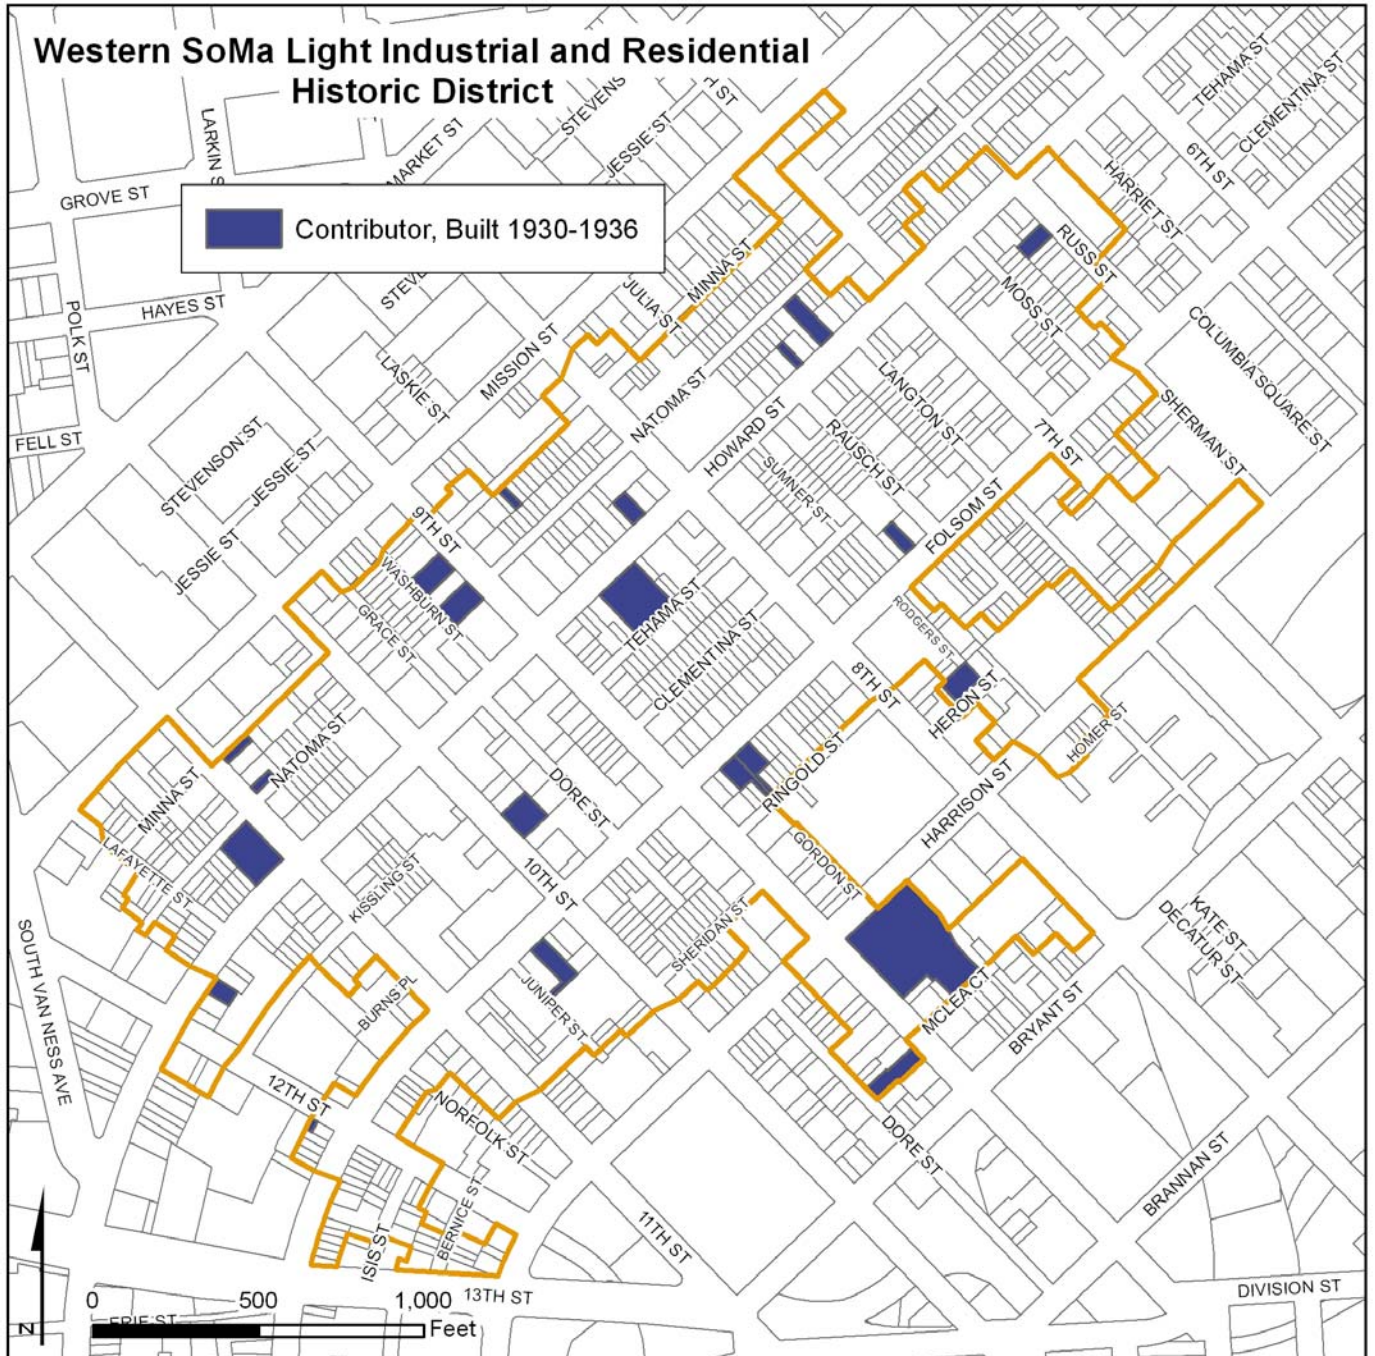 Western SoMa Light Industrial and Residential
Historic District
Contributor, Built 1930-1936
LARKIN S
MARKET ST
STEVENS
H ST
JESSIE ST
TEHAMA ST
CLEMENTINA ST
6TH ST
GROVE ST
HARRIET ST
RUSS ST
MOSS ST
HAYES ST
POLK ST
STEVE
JULIA ST
MINNA ST
COLUMBIA SQUARE ST
MISSION ST
LASKIE ST
NATOMA ST
HOWARD ST
LANGTON ST
RAUSCH ST
SUMNER ST
7TH ST
SHERMAN ST
FELL ST
STEVENSON ST
JESSIE ST
JESSIE ST
9TH ST
WASHBURN ST
GRACE ST
FOLSOM ST
RODGERS ST
TEHAMA ST
CLEMENTINA ST
8TH ST
HERON ST
HOMER ST
RINGOLD ST
HARRISON ST
NATOMA ST
MINNA ST
LAFAYETTE ST
DORE ST
GORDON ST
10TH ST
KISSLING ST
SHERIDAN ST
KATE ST
DECATUR ST
SOUTH VAN NESS AVE
BURNS PL
JUNIPER ST
MCLEA CT
BRYANT ST
12TH ST
NORFOLK ST
DORE ST
BRANNAN ST
BERNICE ST
ISIS ST
11TH ST
13TH ST
DIVISION ST
ERIE ST
N
0 500 1,000
Feet